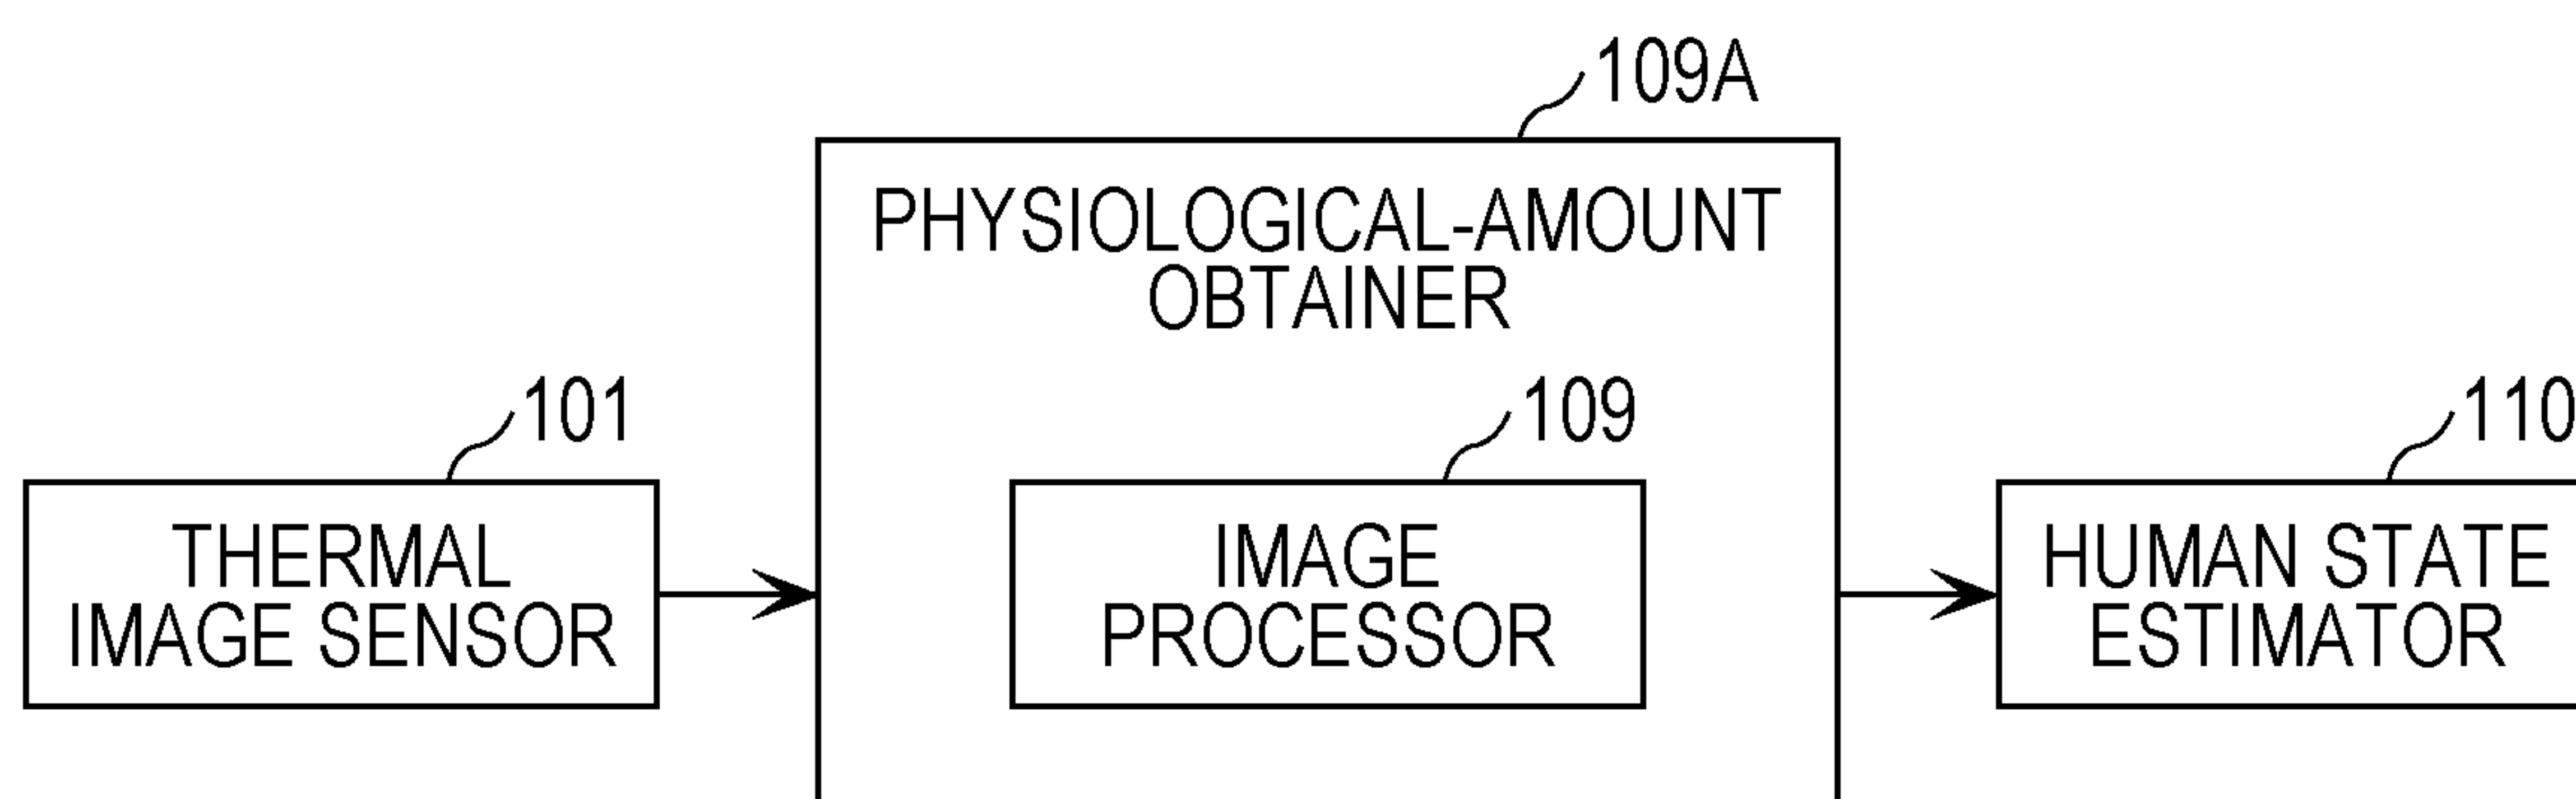 109A
PHYSIOLOGICAL-AMOUNT
OBTAINER
101
109
110
THERMAL
IMAGE SENSOR
IMAGE
PROCESSOR
HUMAN STATE
ESTIMATOR